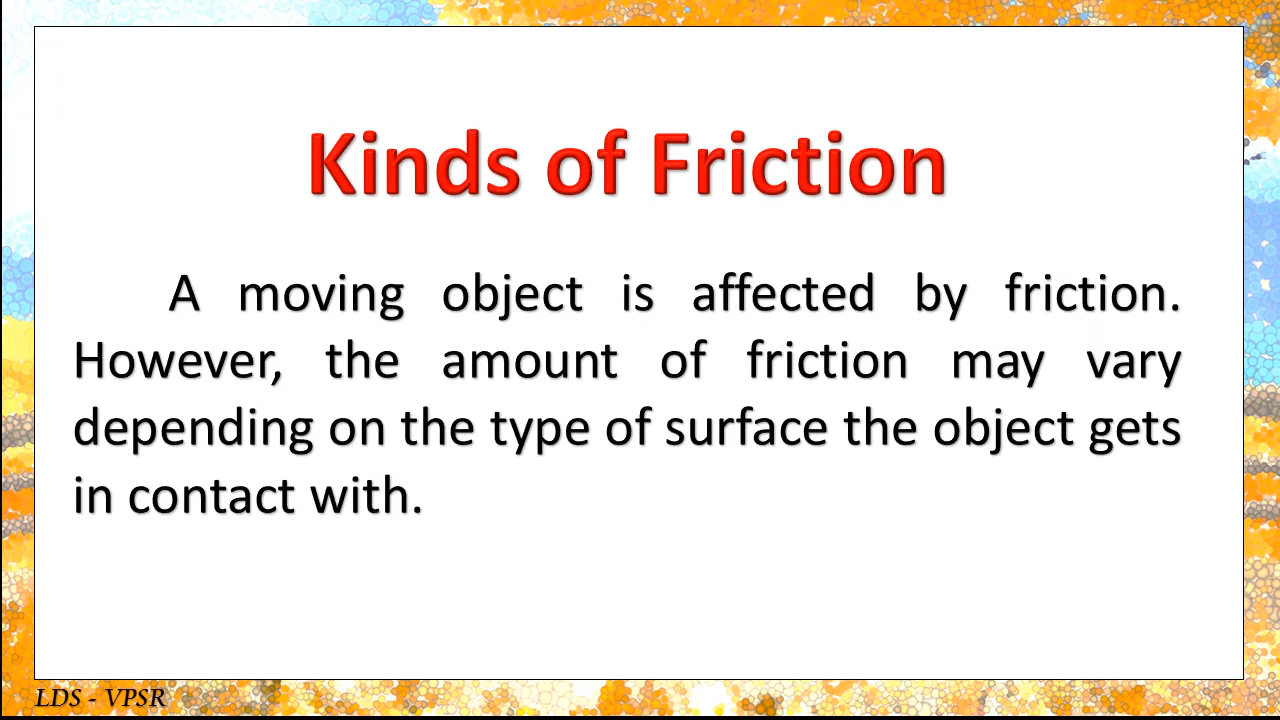 Kinds of Friction
A moving object is affected by friction.
However, the amount of friction may vary
depending on the type of surface the object gets
in contact with.
LDS - VPSR